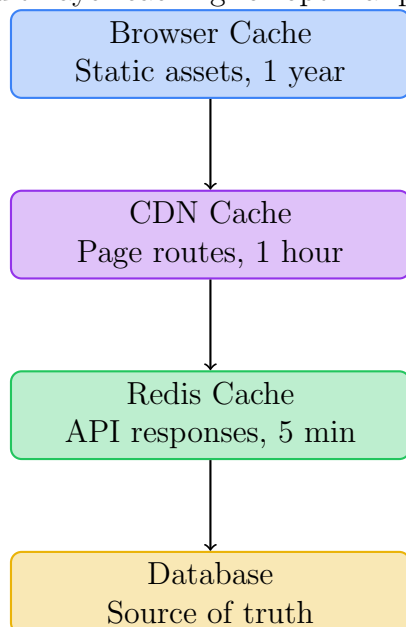 Browser Cache
Static assets, 1 year
CDN Cache
Page routes, 1 hour
Redis Cache
API responses, 5 min
Database
Source of truth